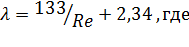 λ = 133/Re + 2,34 , где